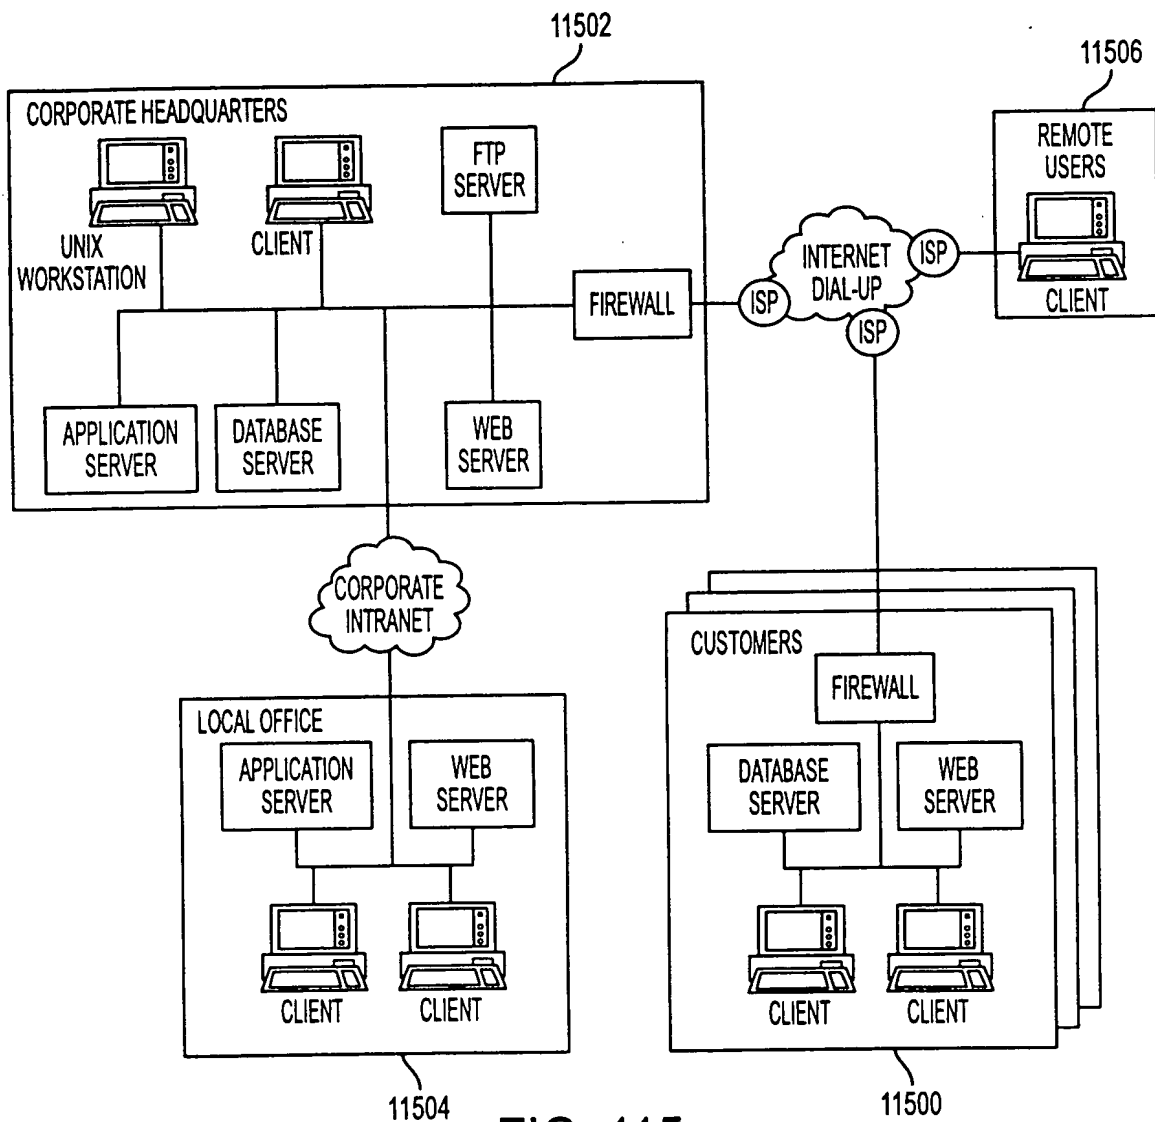 11502
11506
CORPORATE HEADQUARTERS
UNIX
WORKSTATION
CLIENT
FTP
SERVER
FIREWALL
APPLICATION
SERVER
DATABASE
SERVER
WEB
SERVER
ISP
INTERNET
DIAL-UP
ISP
ISP
REMOTE
USERS
CLIENT
CORPORATE
INTRANET
LOCAL OFFICE
APPLICATION
SERVER
WEB
SERVER
CLIENT
CLIENT
11504
CUSTOMERS
FIREWALL
DATABASE
SERVER
WEB
SERVER
CLIENT
CLIENT
11500